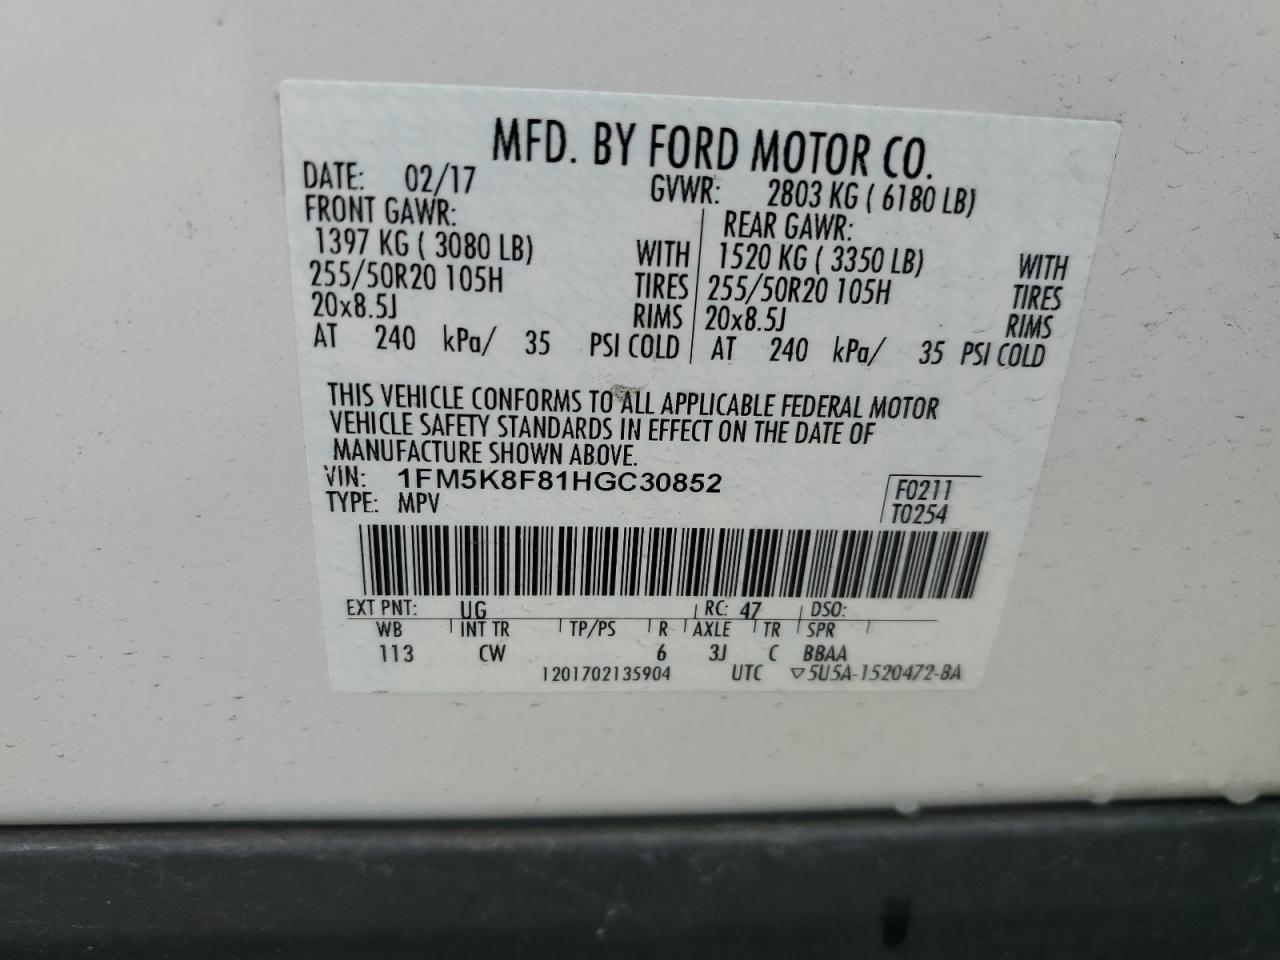 MFD. BY FORD MOTOR CO.
DATE: 02/17 GVWR: 2803 KG ( 6180 LB)
FRONT GAWR: REAR GAWR:
1397 KG ( 3080 LB) WITH 1520 KG ( 3350 LB) WITH
255/50R20 105H TIRES 255/50R20 105H TIRES
20x8.5J RIMS 20x8.5J RIMS
AT 240 kPa/ 35 PSI COLD AT 240 kPa/ 35 PSI COLD
THIS VEHICLE CONFORMS TO ALL APPLICABLE FEDERAL MOTOR
VEHICLE SAFETY STANDARDS IN EFFECT ON THE DATE OF
MANUFACTURE SHOWN ABOVE.
VIN: 1FM5K8F81HGC30852 F0211
TYPE: MPV T0254
EXT PNT: UG RC: 47 DSO:
WB INT TR TP/PS R AXLE TR SPR
113 CW 6 3J C BBAA
1201702135904 UTC ▽5U5A-1520472-BA